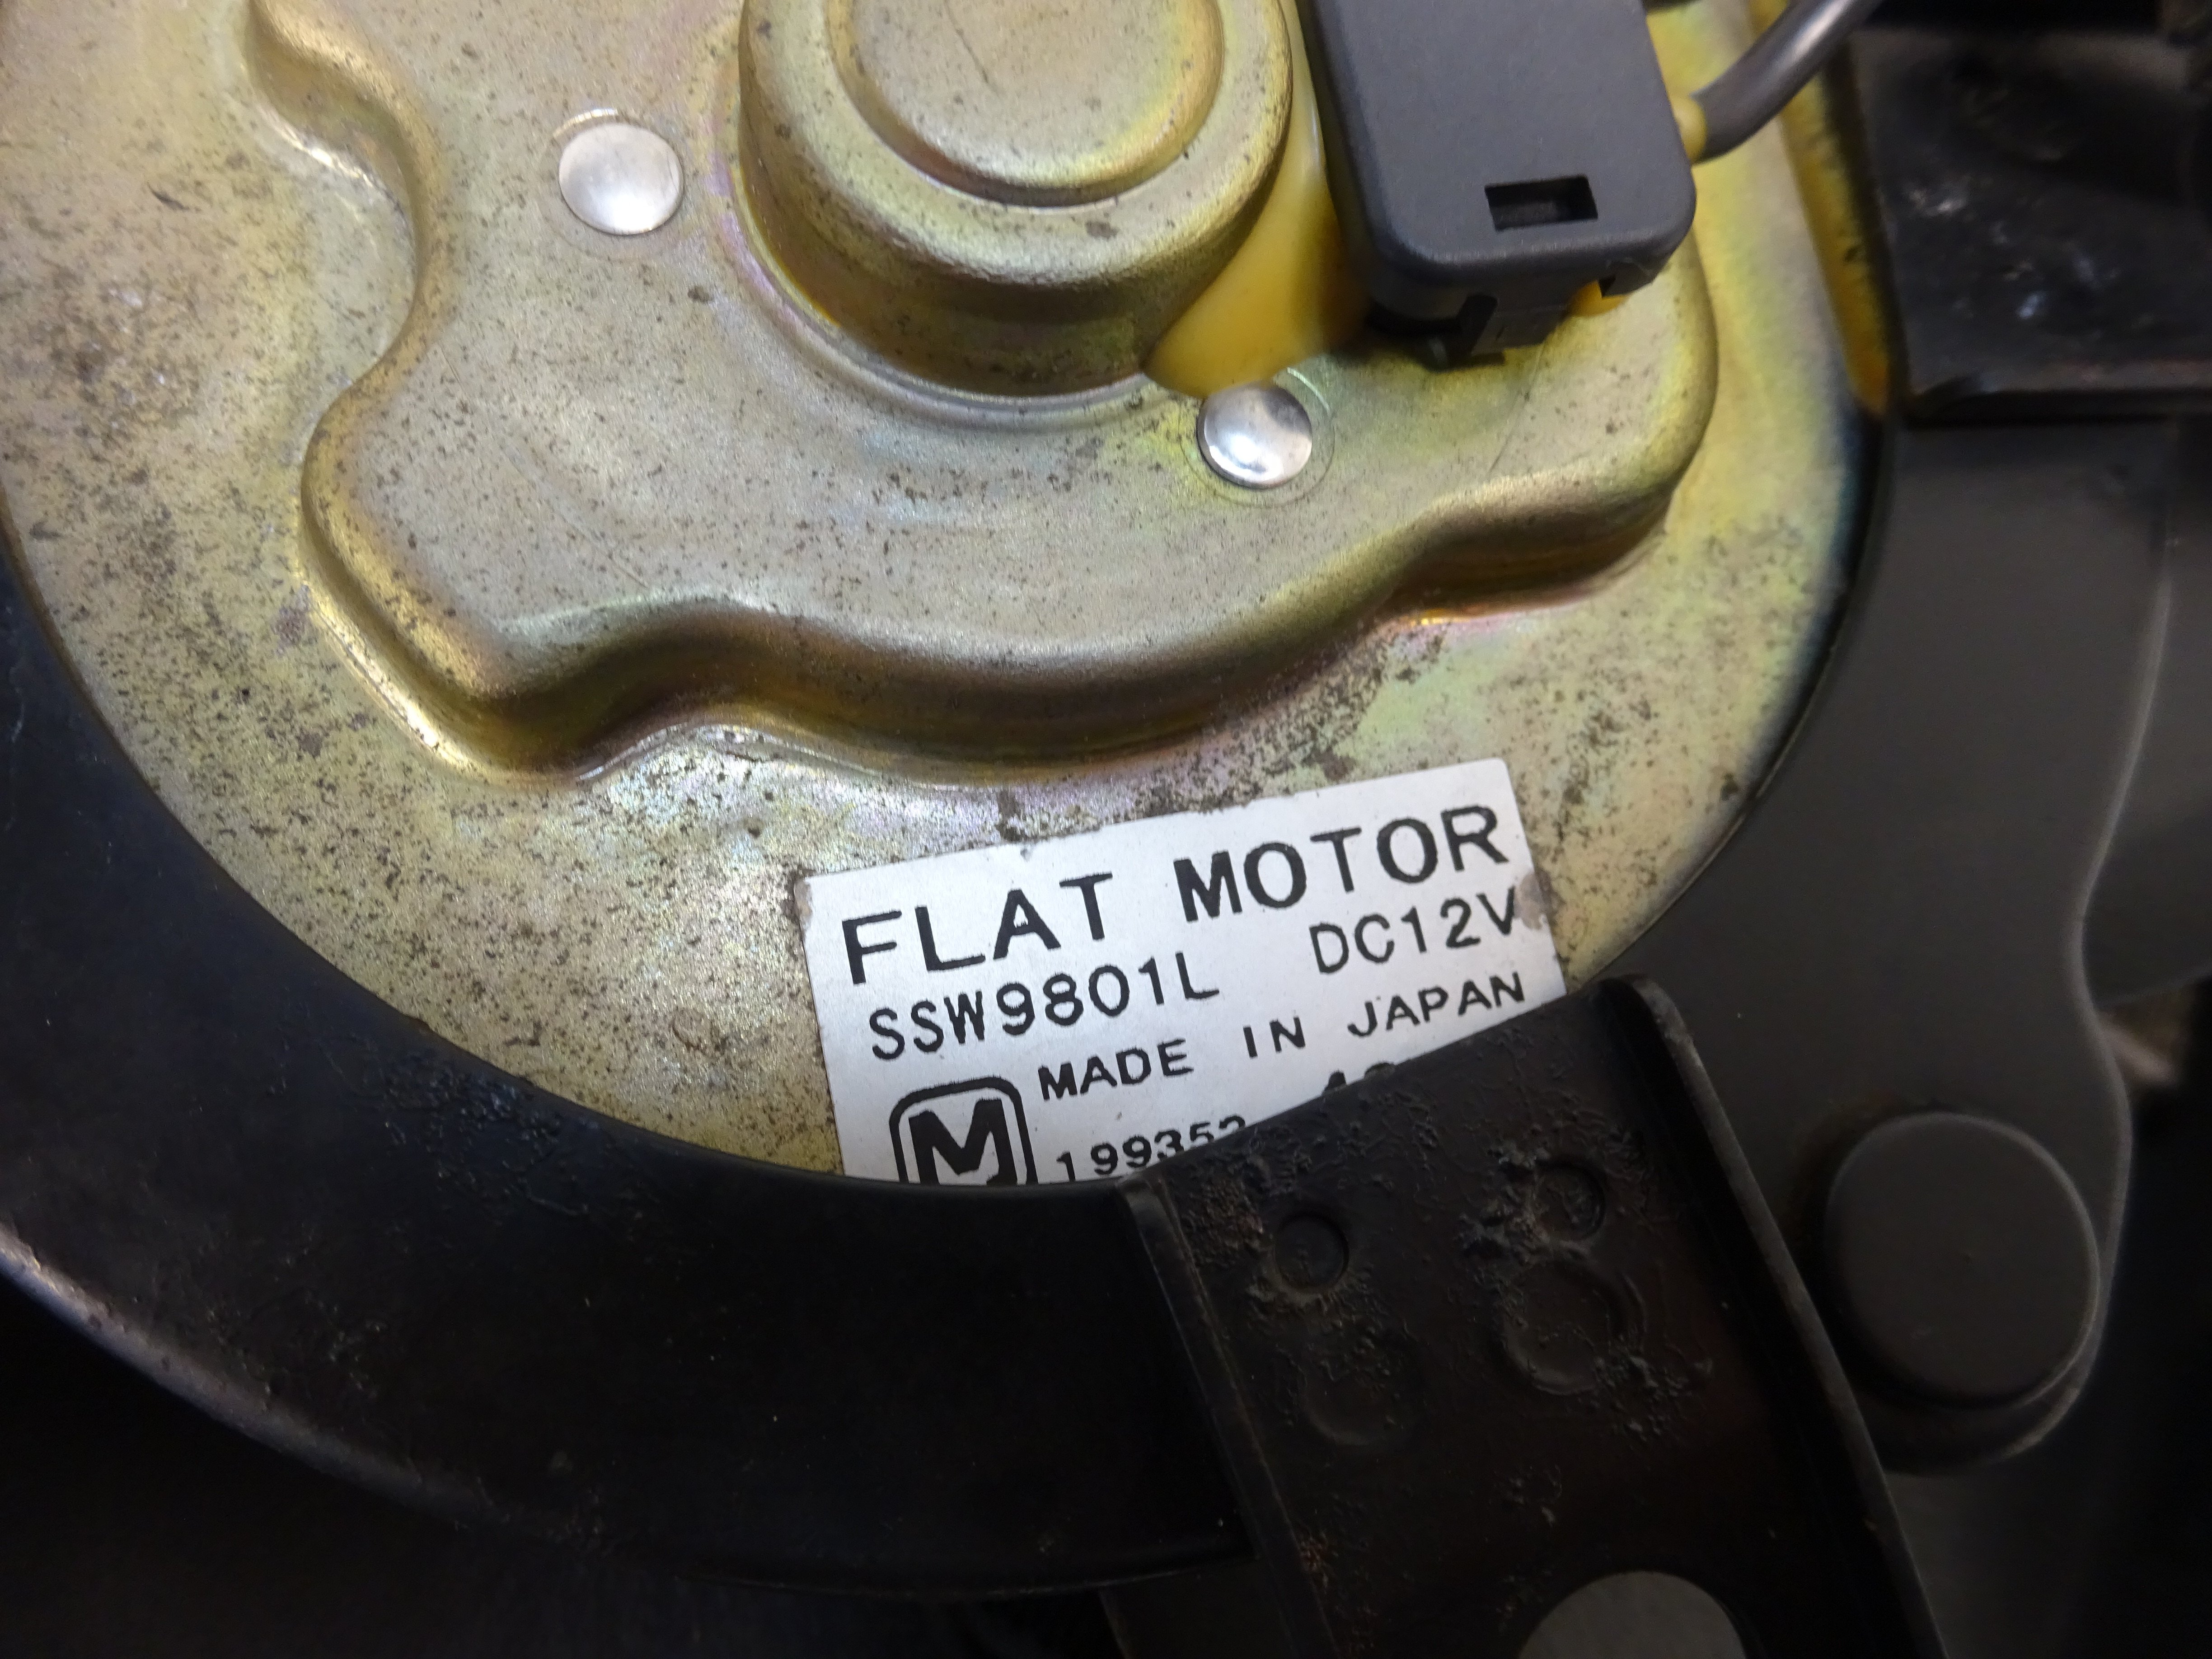 FLAT MOTOR
SSW9801L DC12V
MADE IN JAPAN
M